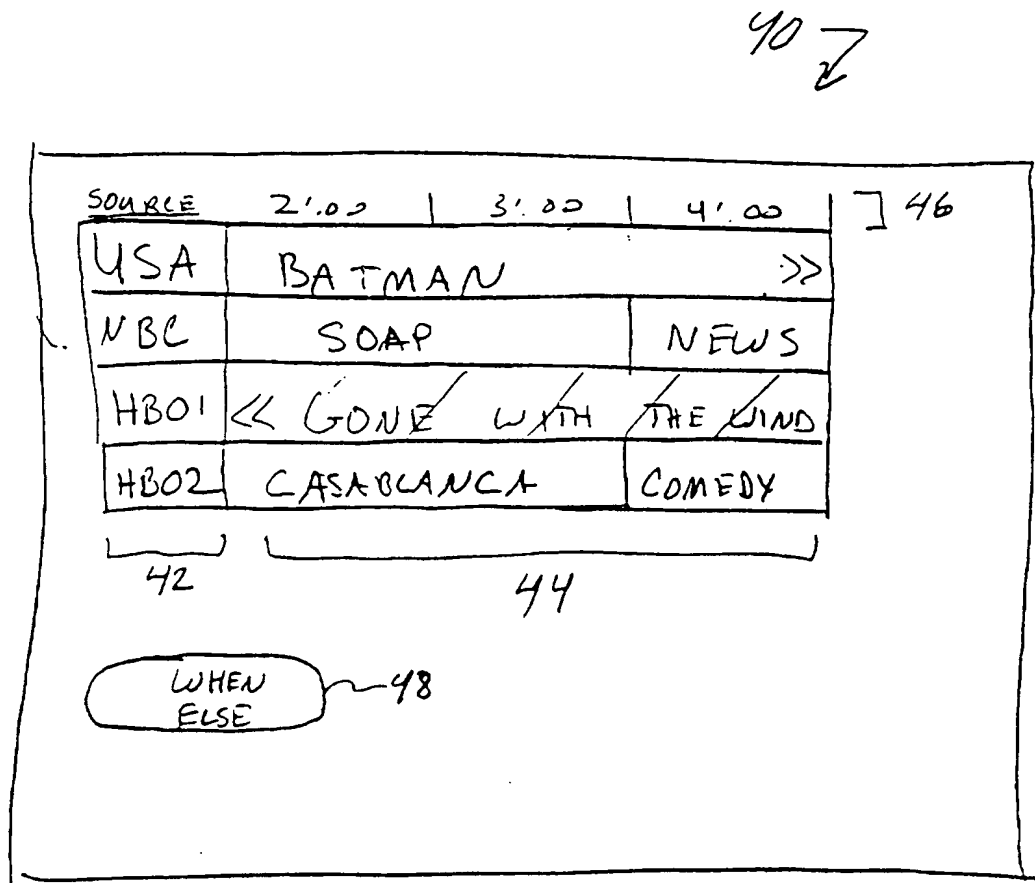 40
SOURCE 2:00 3:00 4:00 46
USA BATMAN >>
NBC SOAP NEWS
HBO1 << GONE WITH THE WIND
HBO2 CASABLANCA COMEDY
42 44
WHEN 48
ELSE